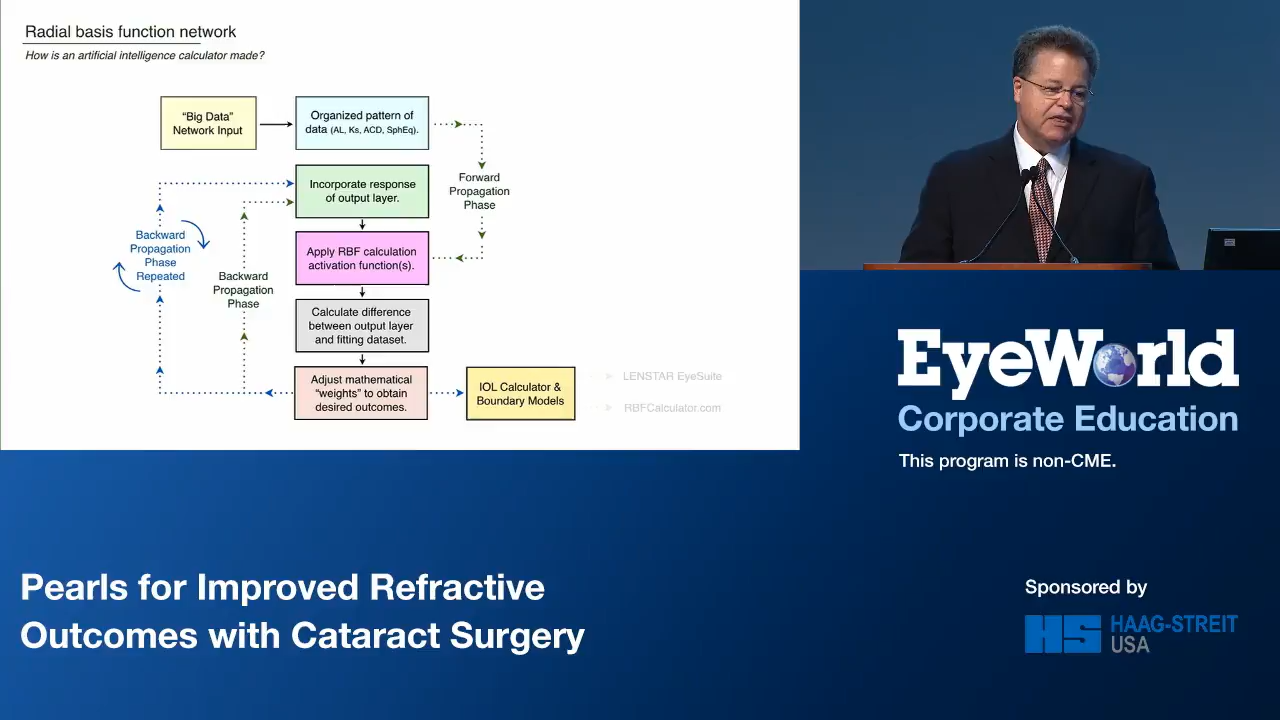 Radial basis function network
How is an artificial intelligence calculator made?
“Big Data”
Network Input
Organized pattern of
data (AL, Ks, ACD, SphEq).
Incorporate response
of output layer.
Forward
Propagation
Phase
Apply RBF calculation
activation function(s).
Backward
Propagation
Phase
Repeated
Backward
Propagation
Phase
Calculate difference
between output layer
and fitting dataset.
Adjust mathematical
“weights” to obtain
desired outcomes.
IOL Calculator &
Boundary Models
LENSTAR EyeSuite
RBFCalculator.com
EyeWorld
Corporate Education
This program is non-CME.
Pearls for Improved Refractive
Outcomes with Cataract Surgery
Sponsored by
HS HAAG-STREIT
USA